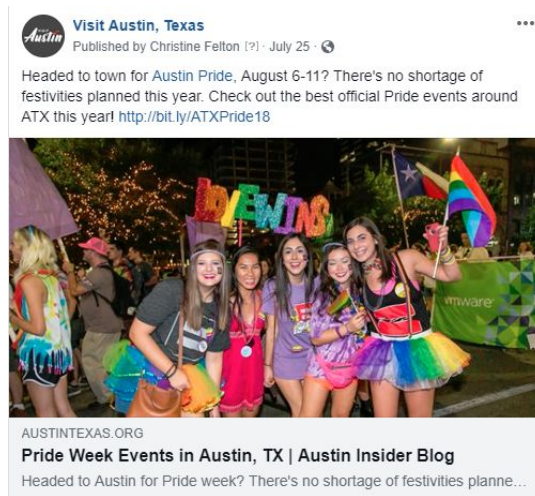 Austin
Visit Austin, Texas
Published by Christine Felton [?] · July 25 ·
Headed to town for Austin Pride, August 6-11? There's no shortage of
festivities planned this year. Check out the best official Pride events around
ATX this year! http://bit.ly/ATXPride18
LOVEWINS
vmware
AUSTINTEXAS.ORG
Pride Week Events in Austin, TX | Austin Insider Blog
Headed to Austin for Pride week? There's no shortage of festivities planne...